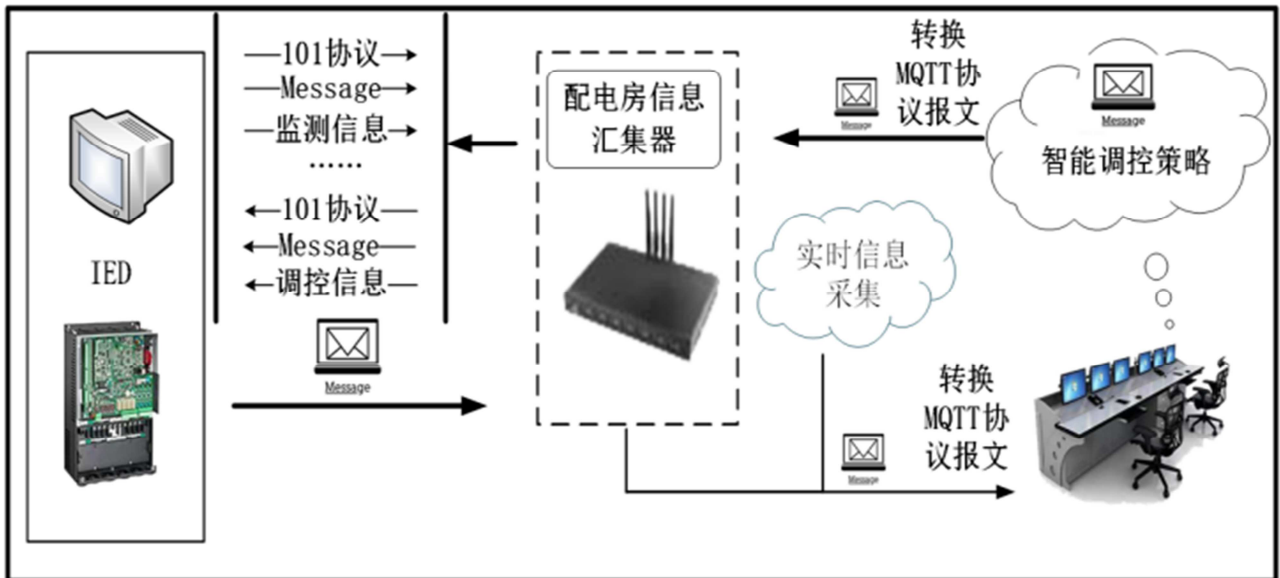 IED
101协议
Message
监测信息
……
101协议
Message
调控信息
Message
配电房信息
汇集器
转换
MQTT协
议报文
Message
Message
智能调控策略
实时信息
采集
转换
MQTT协
议报文
Message